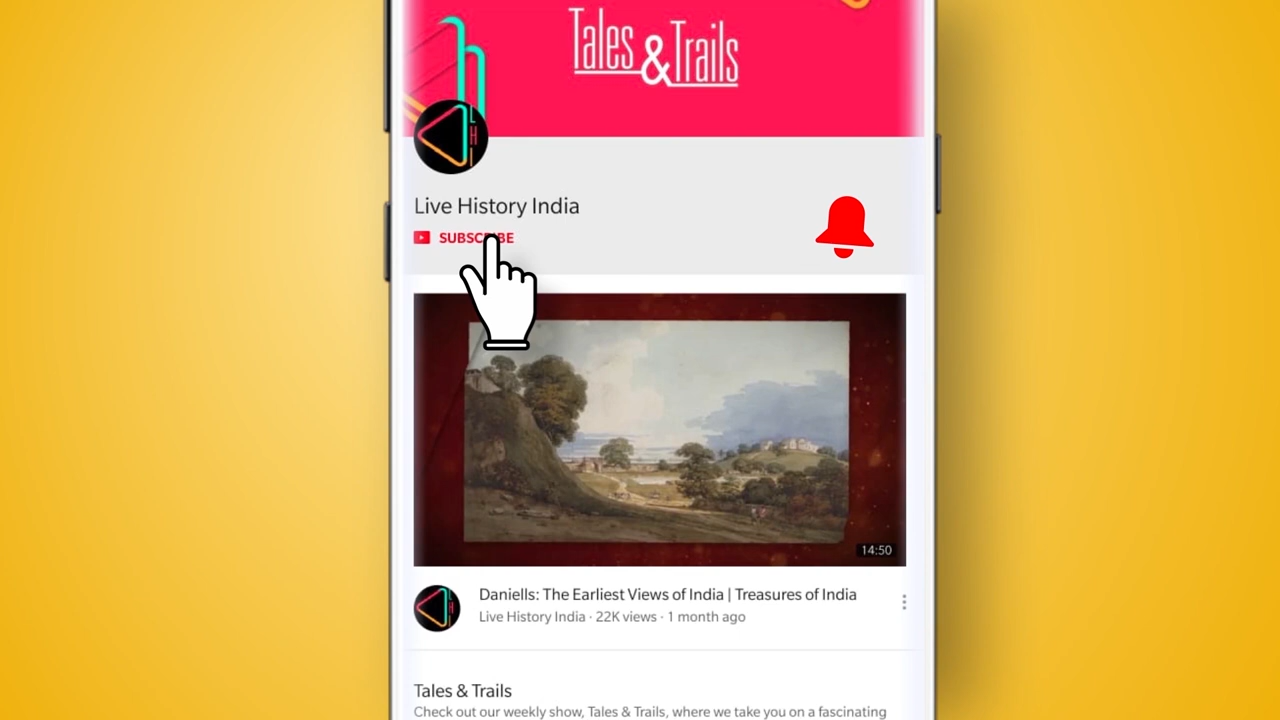 Tales & Trails
LHI
Live History India
SUBSCRIBE
14:50
Daniells: The Earliest Views of India | Treasures of India
LHI
Live History India · 22K views · 1 month ago
Tales & Trails
Check out our weekly show, Tales & Trails, where we take you on a fascinating